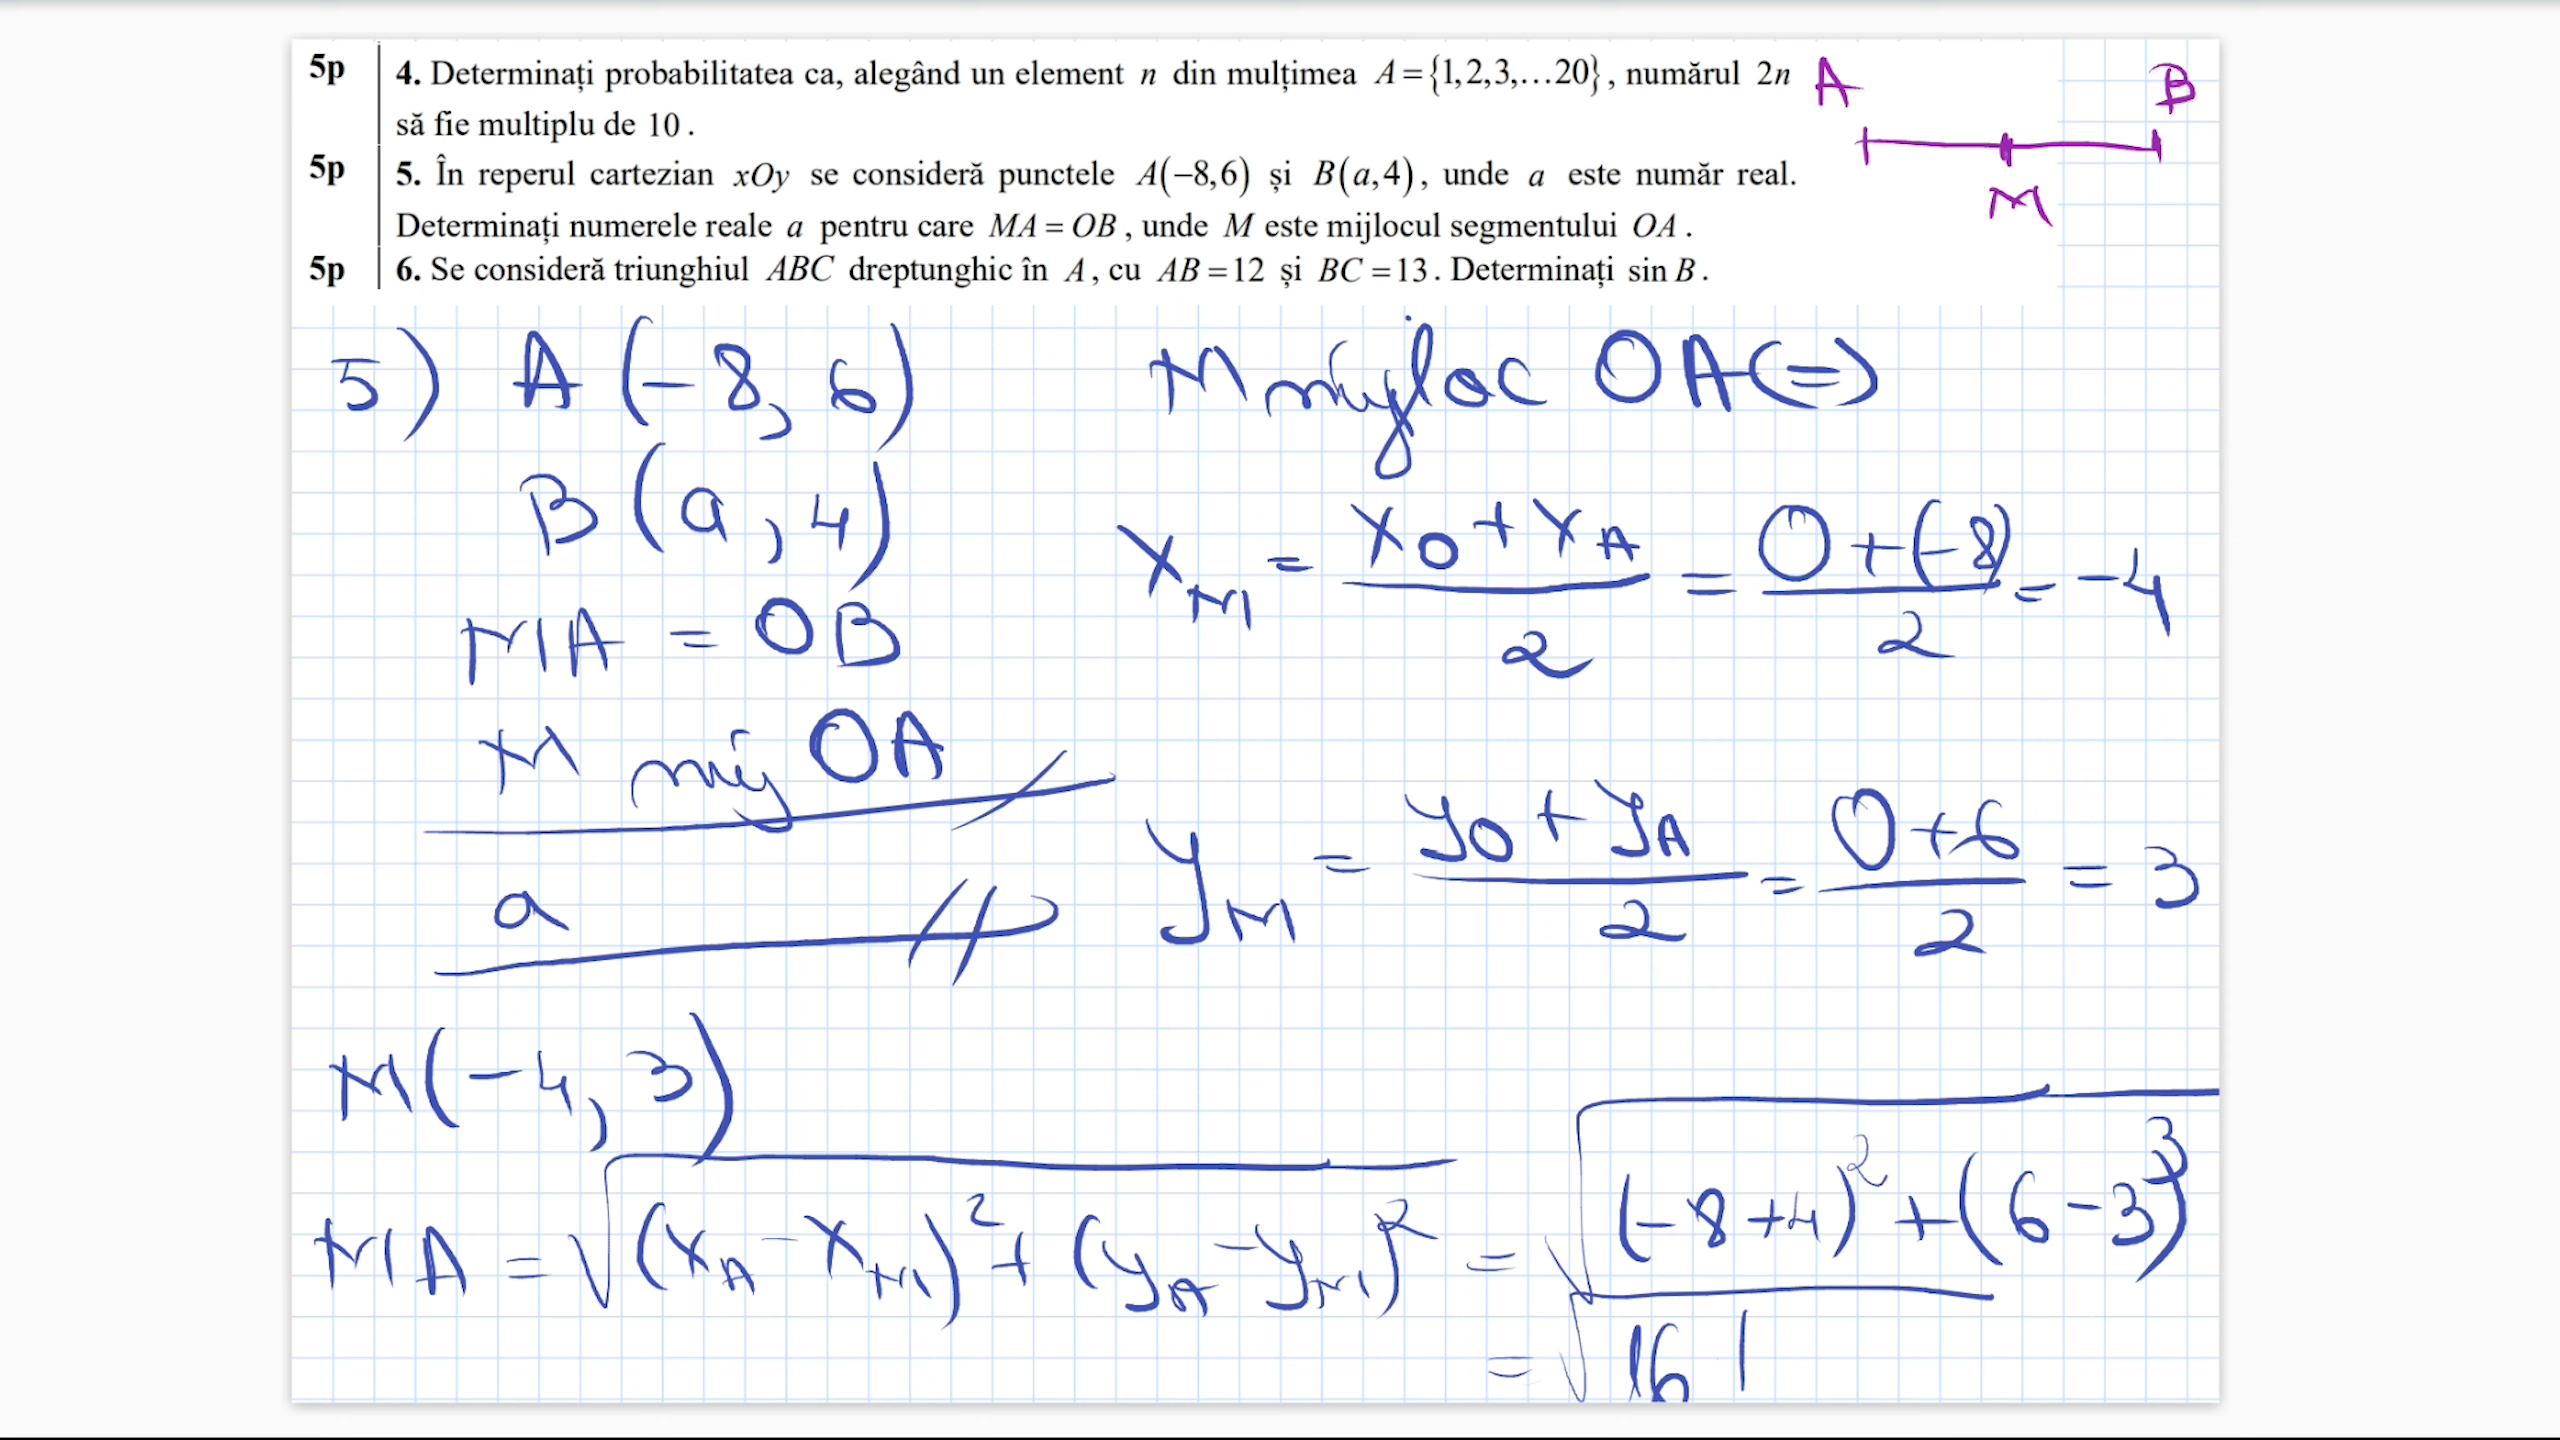 5p 4. Determinați probabilitatea ca, alegând un element n din mulțimea A={1,2,3,…20}, numărul 2n
să fie multiplu de 10.
5p 5. În reperul cartezian xOy se consideră punctele A(−8,6) și B(a,4), unde a este număr real.
Determinați numerele reale a pentru care MA=OB, unde M este mijlocul segmentului OA.
5p 6. Se consideră triunghiul ABC dreptunghic în A, cu AB=12 și BC=13. Determinați sin B.
A B
M
5) A(-8,6)
B(a,4)
MA = OB
M mij OA
a
M mijloc OA (=)
x_M = (x_O + x_A)/2 = (0+(-8))/2 = -4
y_M = (y_O + y_A)/2 = (0+6)/2 = 3
M(-4,3)
MA = √((x_A - x_M)² + (y_A - y_M)²) = √((-8+4)² + (6-3)
= √16